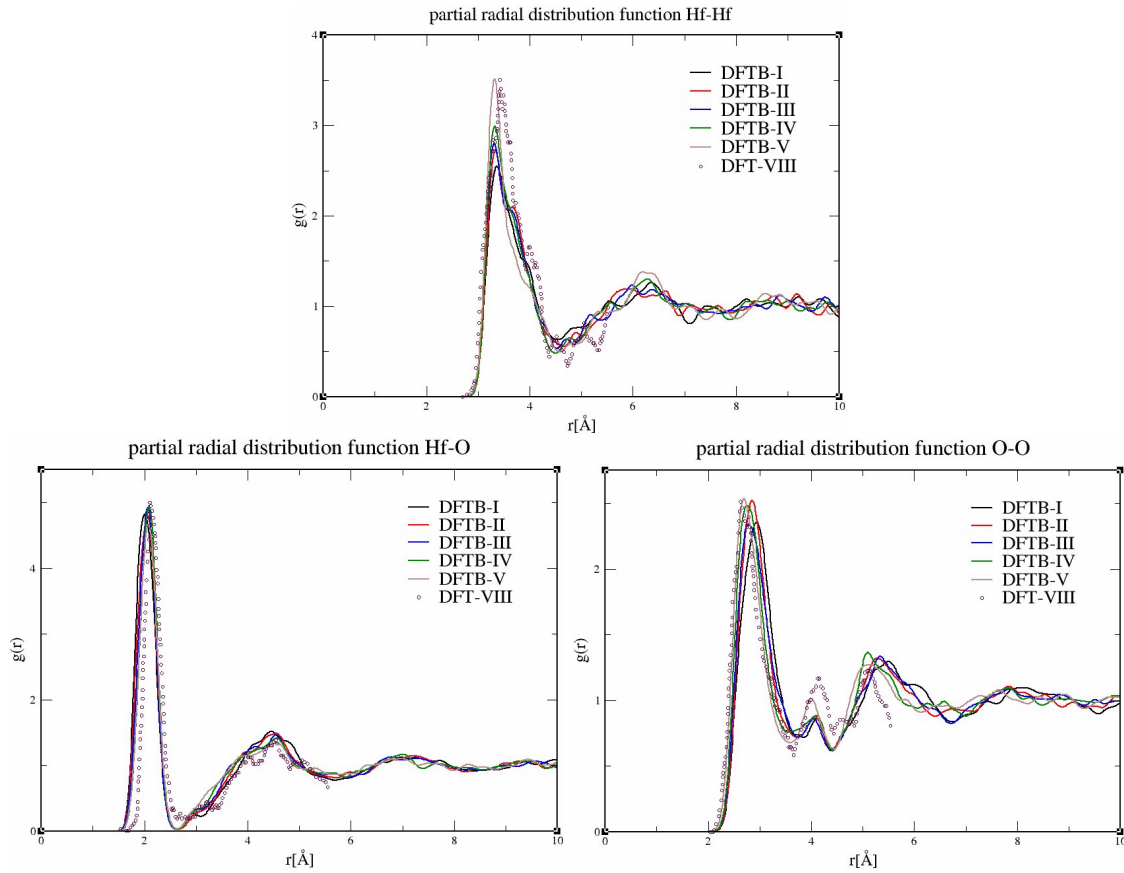 partial radial distribution function Hf-Hf
4
3
2
1
0
g(r)
DFTB-I
DFTB-II
DFTB-III
DFTB-IV
DFTB-V
DFT-VIII
0 2 4 6 8 10
r[Å]
partial radial distribution function Hf-O
4
2
0
g(r)
DFTB-I
DFTB-II
DFTB-III
DFTB-IV
DFTB-V
DFT-VIII
0 2 4 6 8 10
r[Å]
partial radial distribution function O-O
2
1
0
g(r)
DFTB-I
DFTB-II
DFTB-III
DFTB-IV
DFTB-V
DFT-VIII
0 2 4 6 8 10
r[Å]